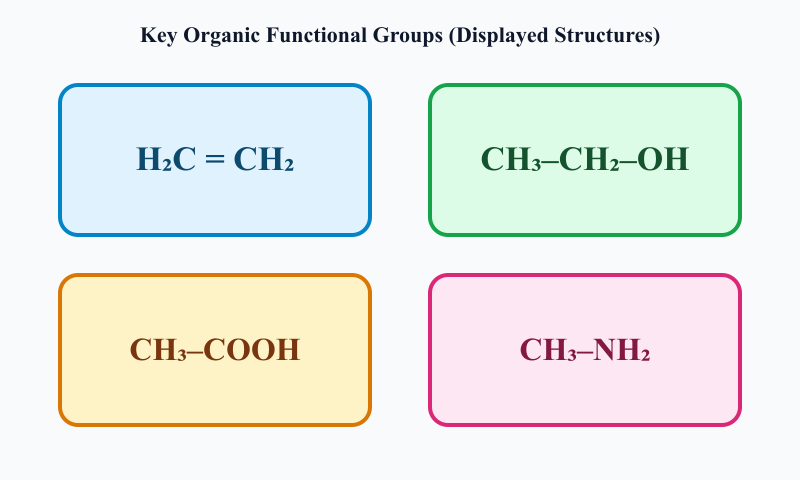 Key Organic Functional Groups (Displayed Structures)
H₂C = CH₂
CH₃–CH₂–OH
CH₃–COOH
CH₃–NH₂